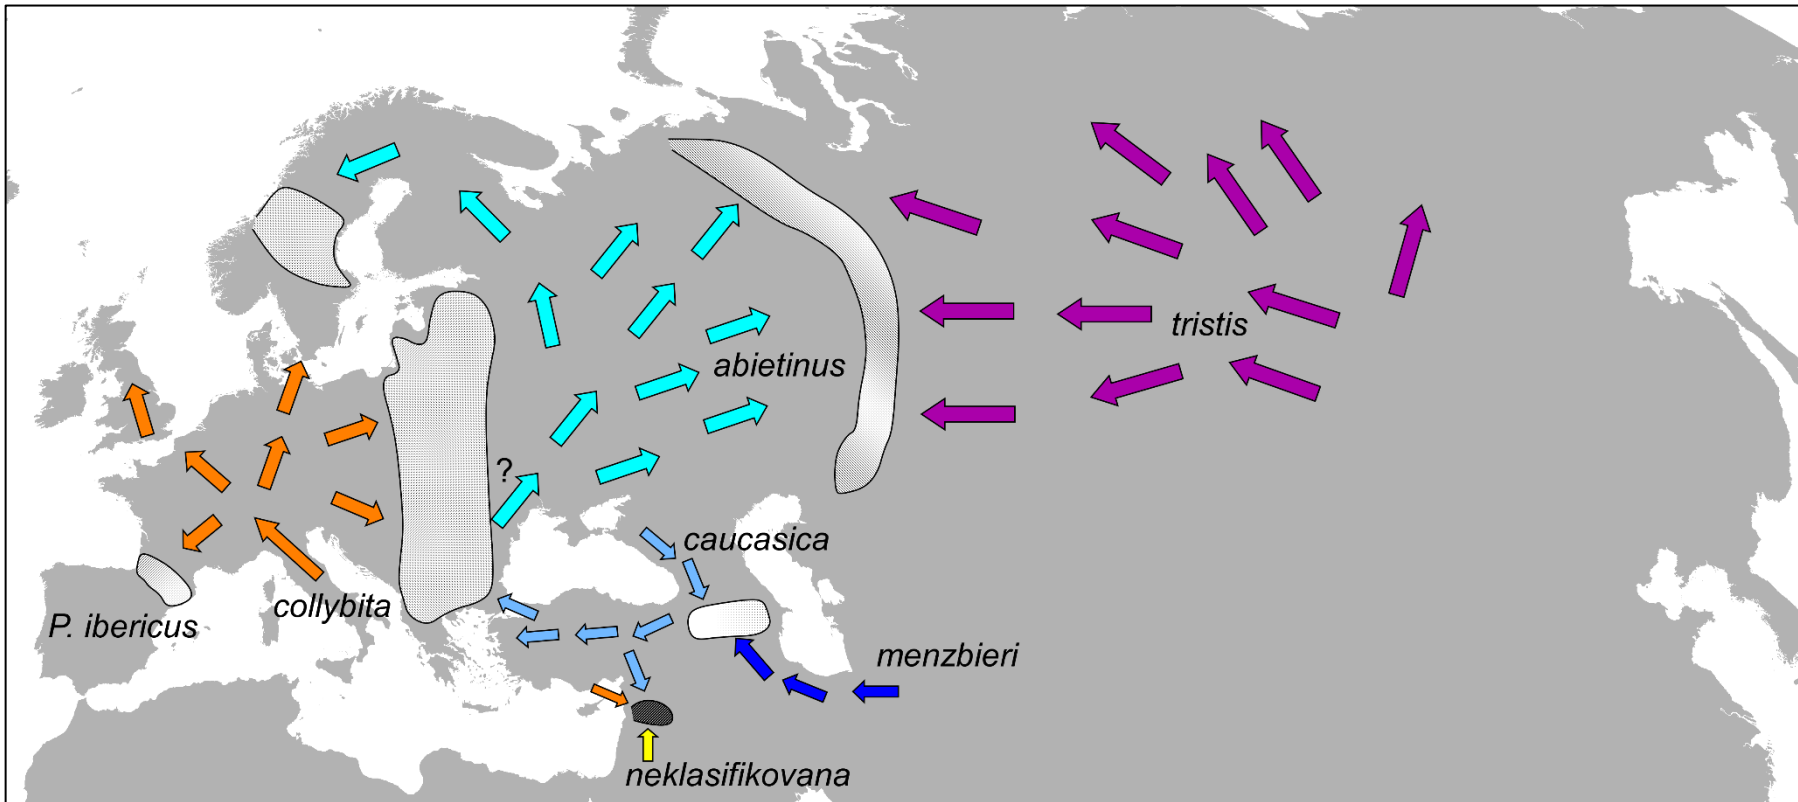 tristis
abietinus
?
caucasica
collybita
P. ibericus
menzbieri
neklasifikovana